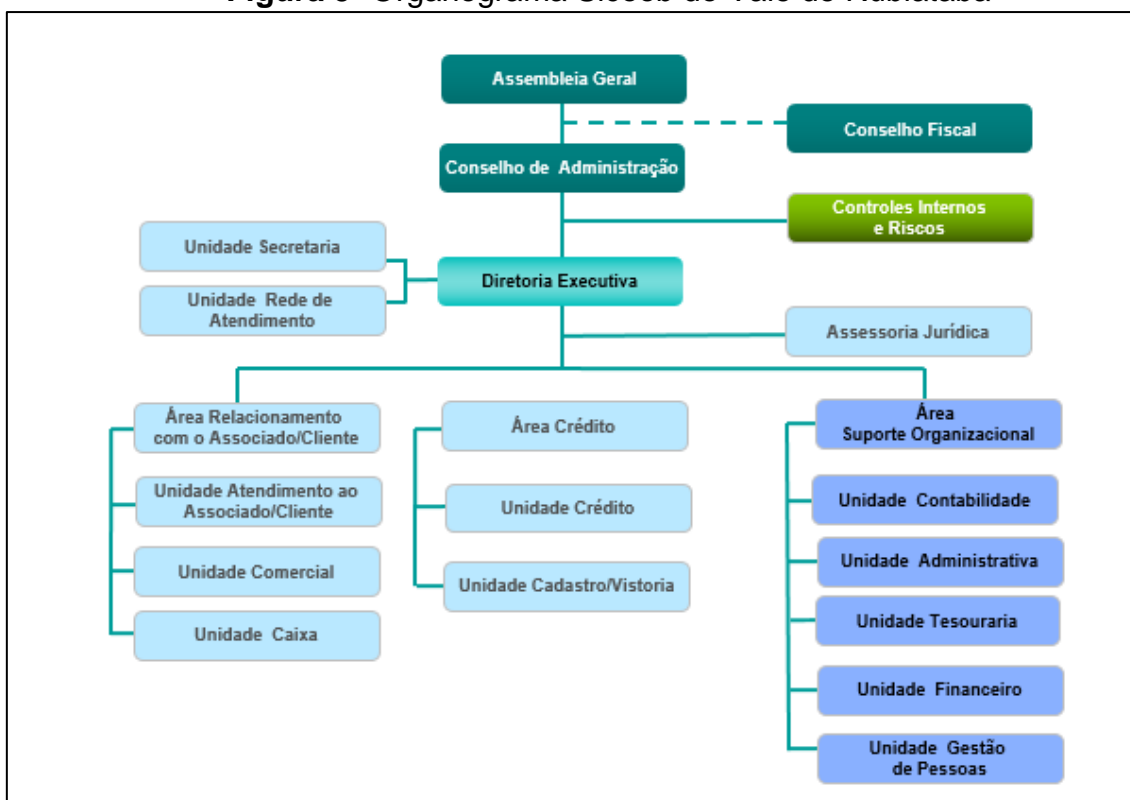 Assembleia Geral
Conselho Fiscal
Conselho de Administração
Controles Internos
e Riscos
Unidade Secretaria
Diretoria Executiva
Unidade Rede de
Atendimento
Assessoria Jurídica
Área Relacionamento
com o Associado/Cliente
Área Crédito
Área
Suporte Organizacional
Unidade Atendimento ao
Associado/Cliente
Unidade Crédito
Unidade Contabilidade
Unidade Comercial
Unidade Cadastro/Vistoria
Unidade Administrativa
Unidade Caixa
Unidade Tesouraria
Unidade Financeiro
Unidade Gestão
de Pessoas